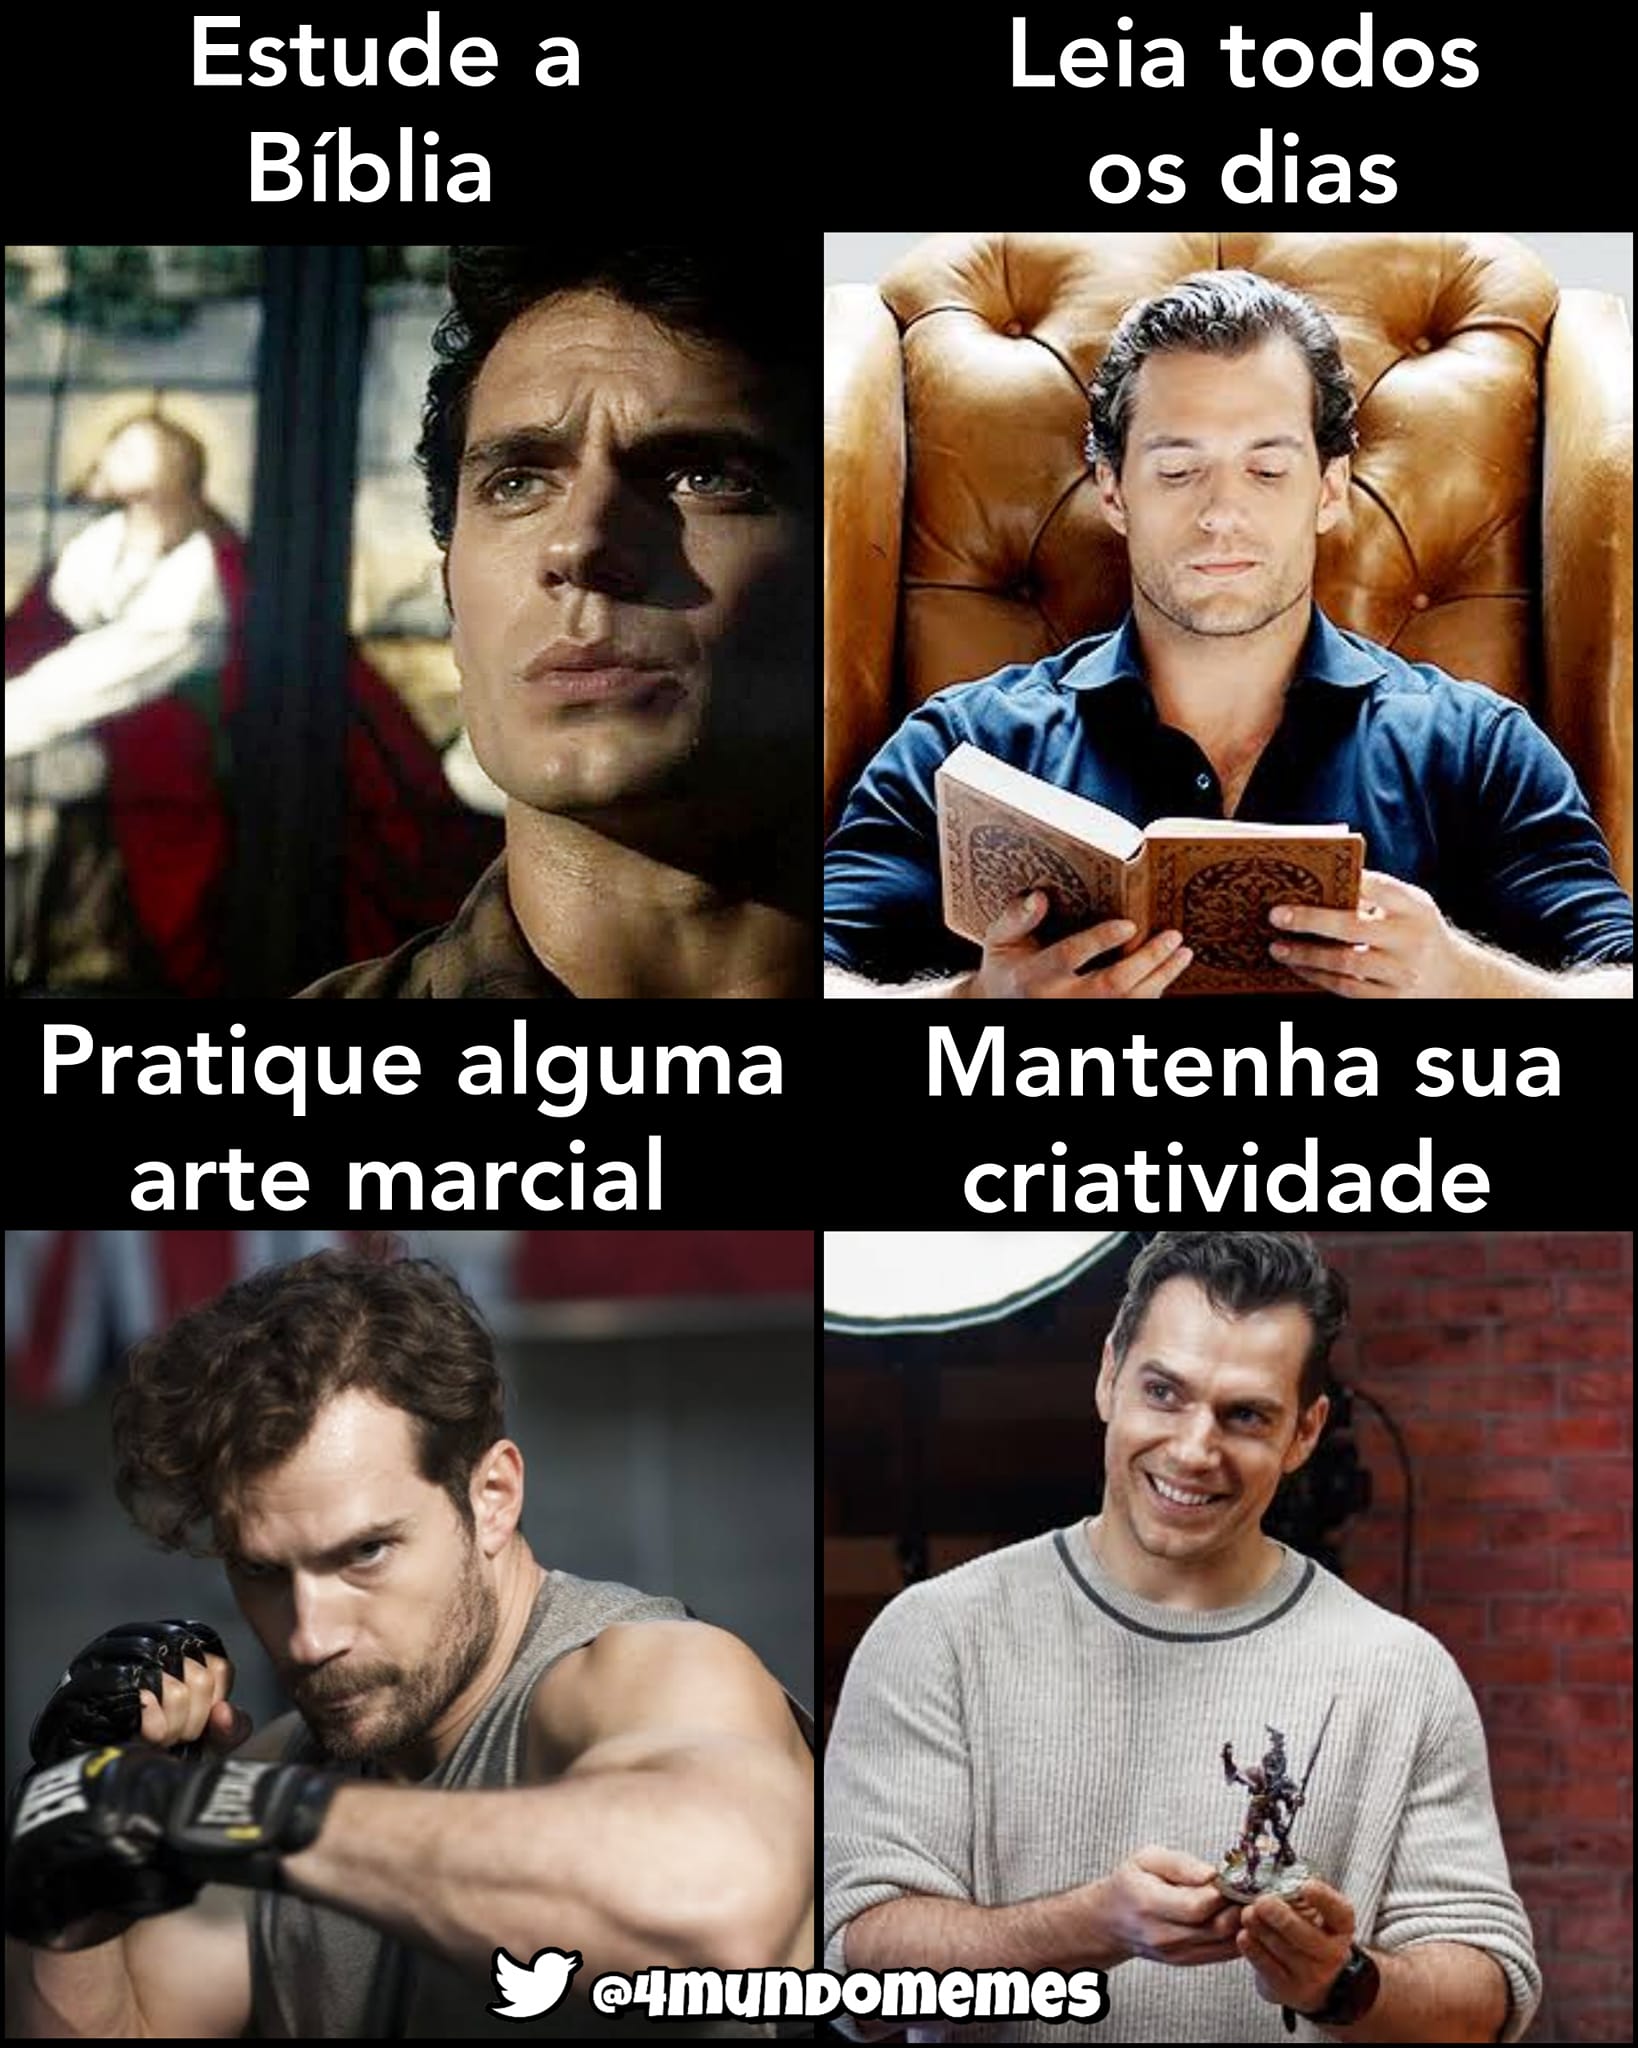 Estude a
Bíblia
Leia todos
os dias
Pratique alguma
arte marcial
Mantenha sua
criatividade
@4mundomemes